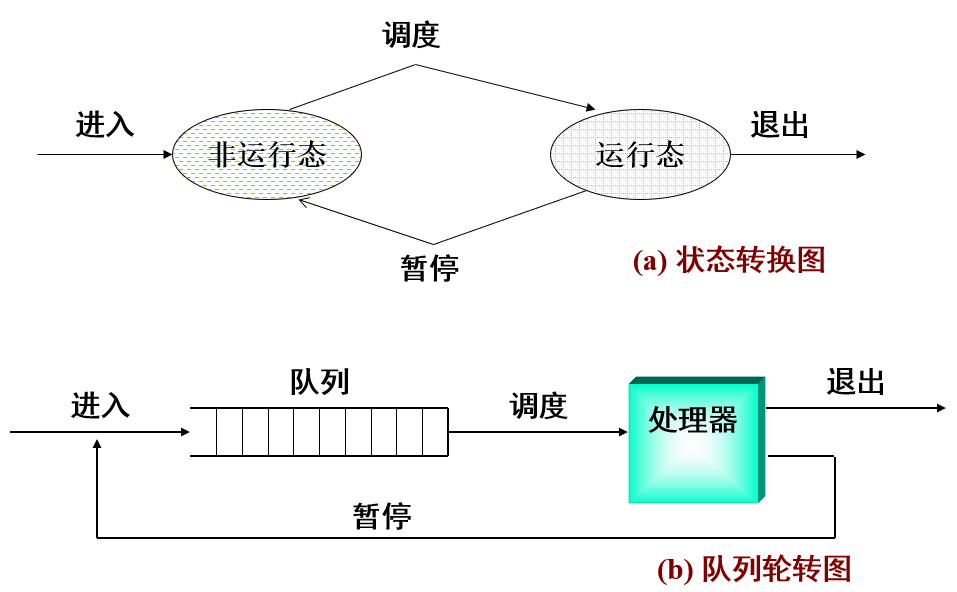 调度
进入
非运行态
运行态
退出
暂停
(a) 状态转换图
队列
进入
调度
处理器
退出
暂停
(b) 队列轮转图